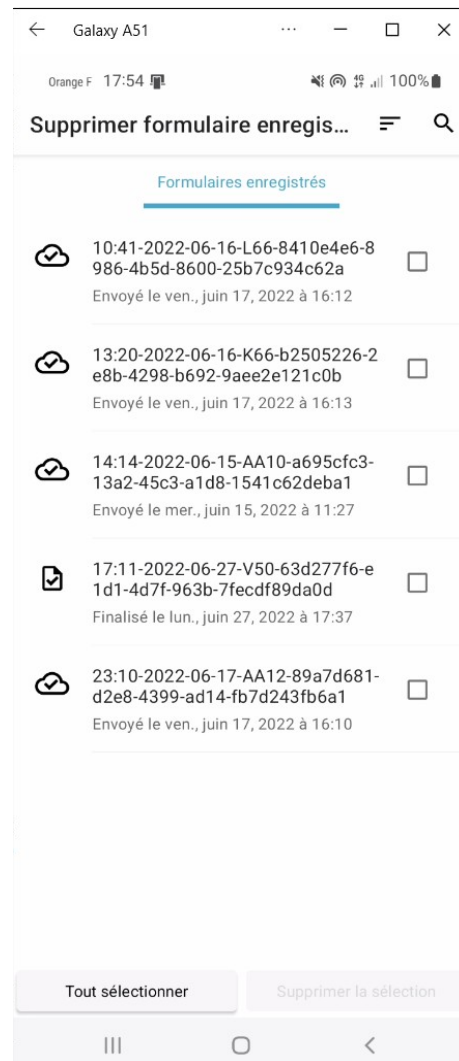 Galaxy A51
Orange F 17:54 4G 100%
Supprimer formulaire enregis...
Formulaires enregistrés
10:41-2022-06-16-L66-8410e4e6-8
986-4b5d-8600-25b7c934c62a
Envoyé le ven., juin 17, 2022 à 16:12
13:20-2022-06-16-K66-b2505226-2
e8b-4298-b692-9aee2e121c0b
Envoyé le ven., juin 17, 2022 à 16:13
14:14-2022-06-15-AA10-a695cfc3-
13a2-45c3-a1d8-1541c62deba1
Envoyé le mer., juin 15, 2022 à 11:27
17:11-2022-06-27-V50-63d277f6-e
1d1-4d7f-963b-7fecdf89da0d
Finalisé le lun., juin 27, 2022 à 17:37
23:10-2022-06-17-AA12-89a7d681-
d2e8-4399-ad14-fb7d243fb6a1
Envoyé le ven., juin 17, 2022 à 16:10
Tout sélectionner Supprimer la sélection